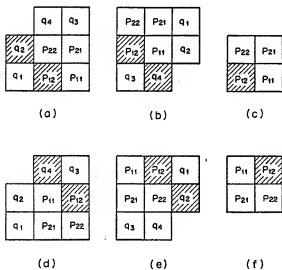 q4 q3
q2 P22 P21
q1 P12 P11
(a)
P22 P21 q1
P12 P11 q2
q3 q4
(b)
P22 P21
P12 P11
(c)
q4 q3
q2 P11 P12
q1 P21 P22
(d)
P11 P12 q1
P21 P22 q2
q3 q4
(e)
P11 P12
P21 P22
(f)